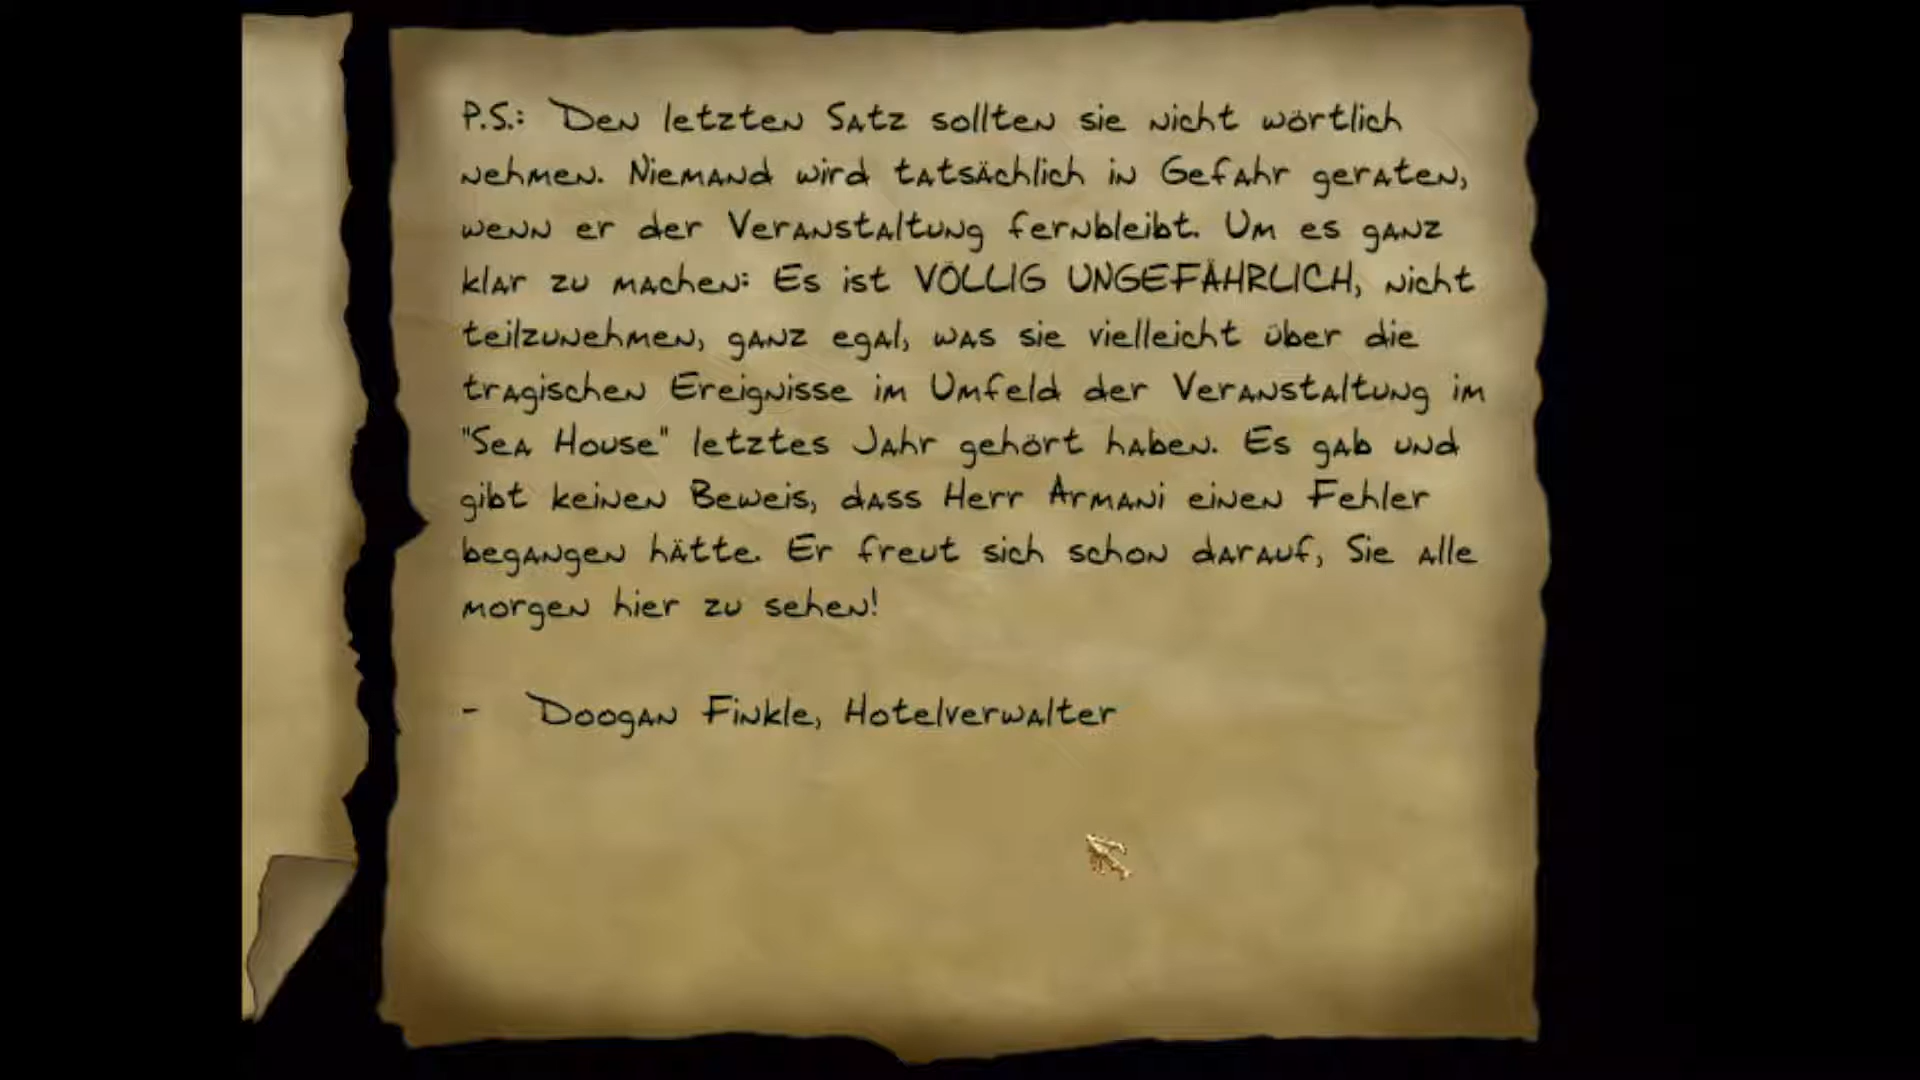 P.S.: Den letzten Satz sollten sie nicht wörtlich
nehmen. Niemand wird tatsächlich in Gefahr geraten,
wenn er der Veranstaltung fernbleibt. Um es ganz
klar zu machen: Es ist VÖLLIG UNGEFÄHRLICH, nicht
teilzunehmen, ganz egal, was sie vielleicht über die
tragischen Ereignisse im Umfeld der Veranstaltung im
"Sea House" letztes Jahr gehört haben. Es gab und
gibt keinen Beweis, dass Herr Armani einen Fehler
begangen hätte. Er freut sich schon darauf, Sie alle
morgen hier zu sehen!
- Doogan Finkle, Hotelverwalter